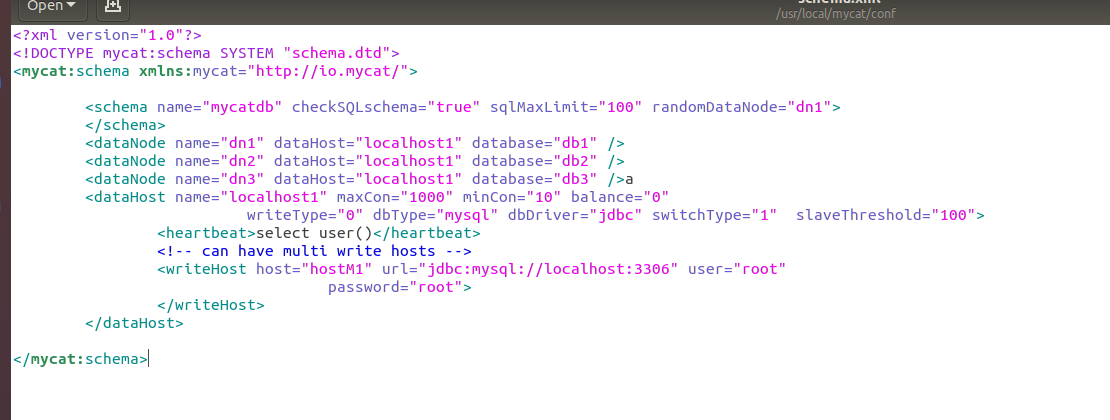 Open
schema.xml
/usr/local/mycat/conf
<?xml version="1.0"?>
<!DOCTYPE mycat:schema SYSTEM "schema.dtd">
<mycat:schema xmlns:mycat="http://io.mycat/">
<schema name="mycatdb" checkSQLschema="true" sqlMaxLimit="100" randomDataNode="dn1">
</schema>
<dataNode name="dn1" dataHost="localhost1" database="db1" />
<dataNode name="dn2" dataHost="localhost1" database="db2" />
<dataNode name="dn3" dataHost="localhost1" database="db3" />a
<dataHost name="localhost1" maxCon="1000" minCon="10" balance="0"
writeType="0" dbType="mysql" dbDriver="jdbc" switchType="1"  slaveThreshold="100">
<heartbeat>select user()</heartbeat>
<!-- can have multi write hosts -->
<writeHost host="hostM1" url="jdbc:mysql://localhost:3306" user="root"
password="root">
</writeHost>
</dataHost>
</mycat:schema>